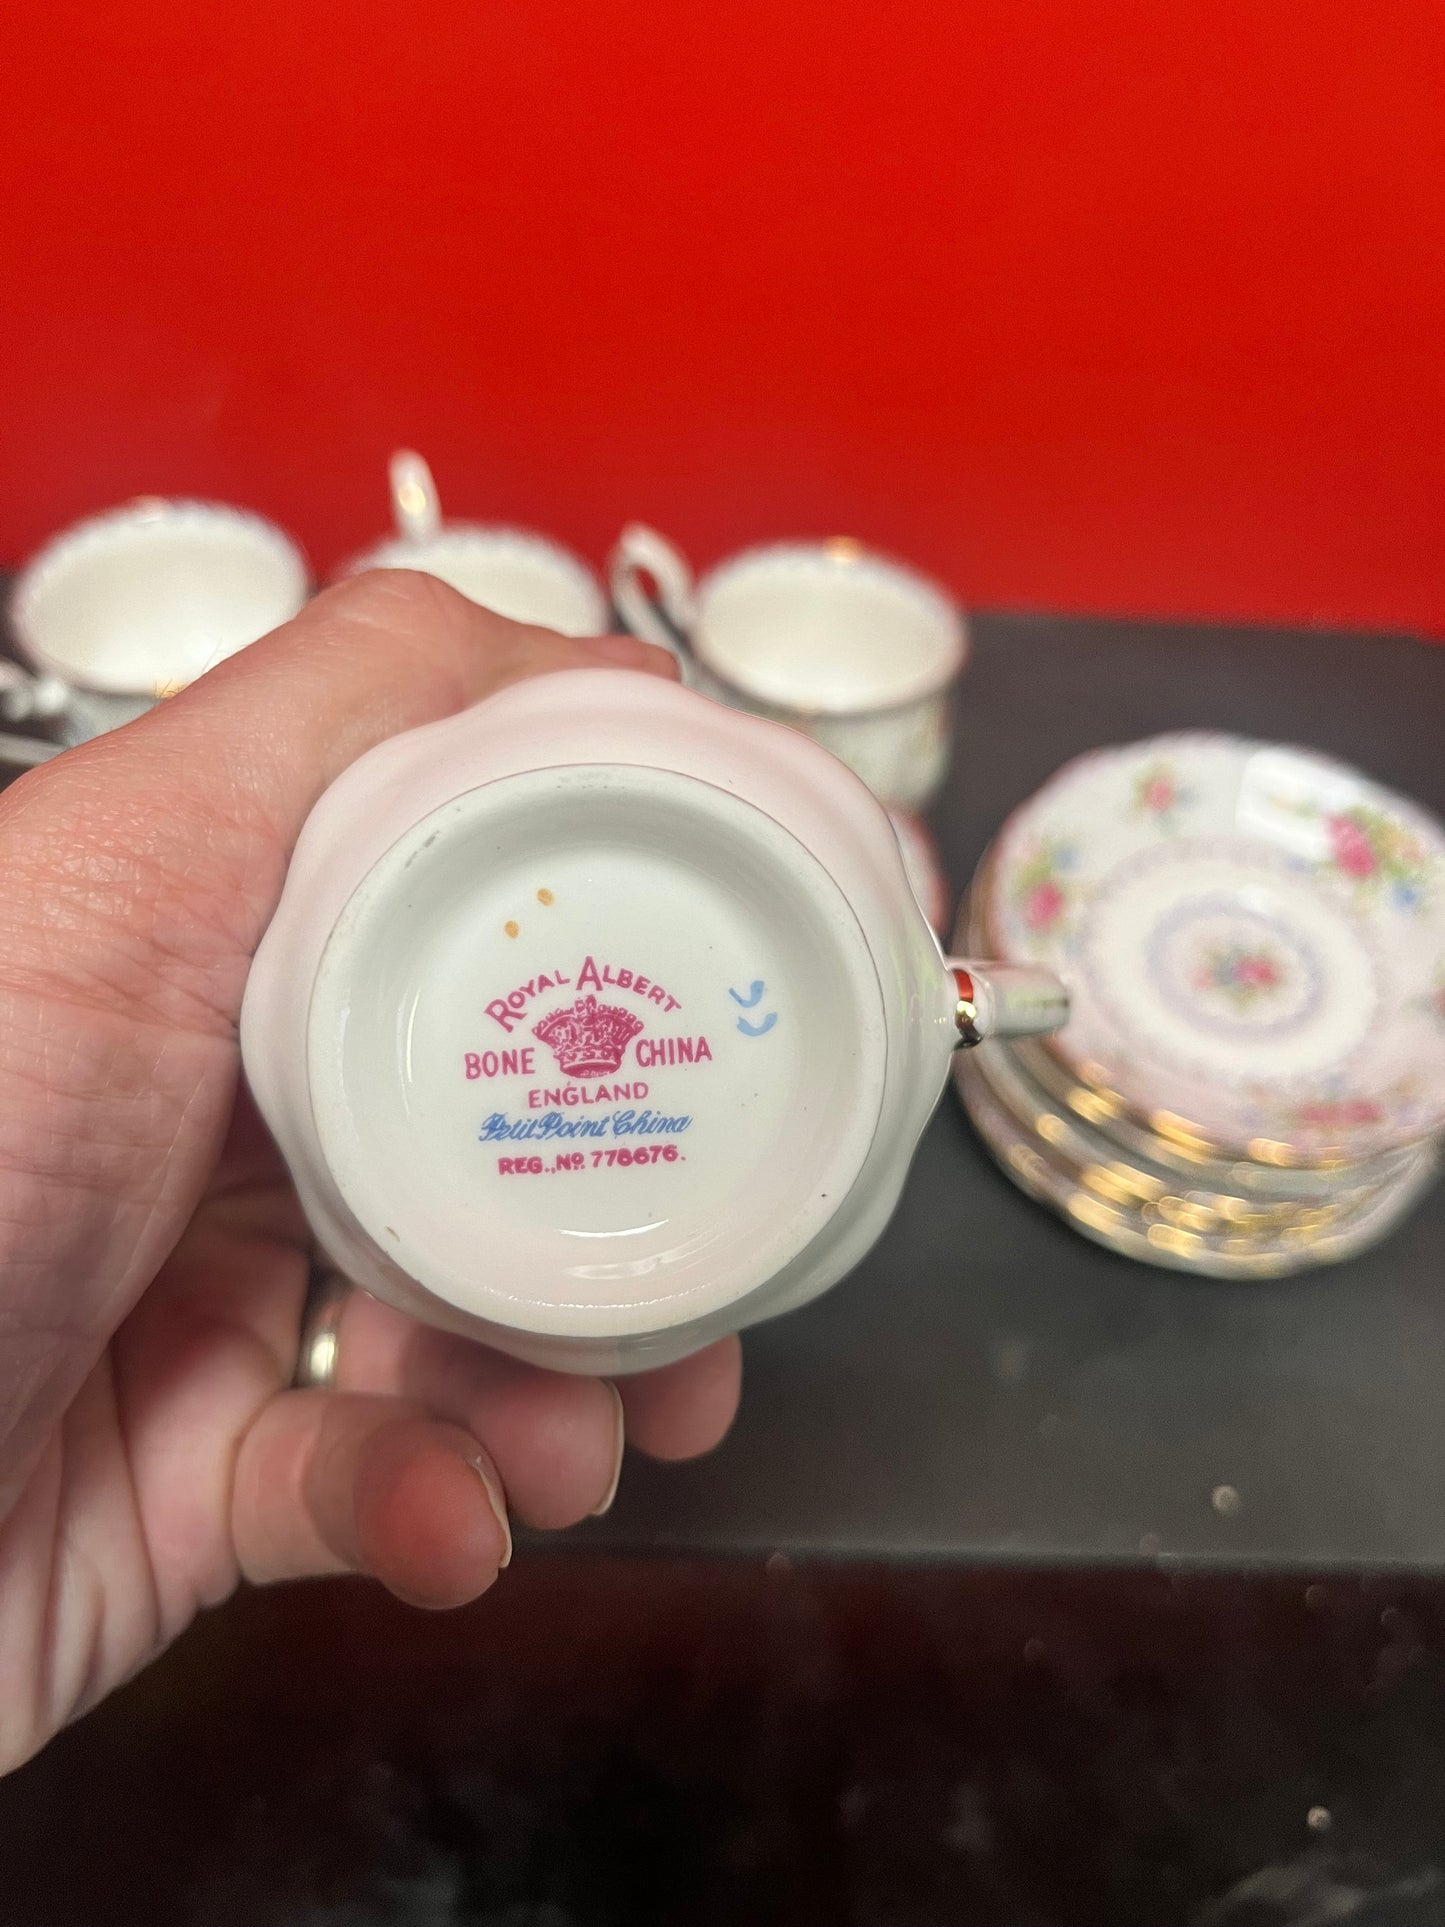 ROYAL ALBERT
BONE CHINA
ENGLAND
Petit Point China
REG., No. 778676.